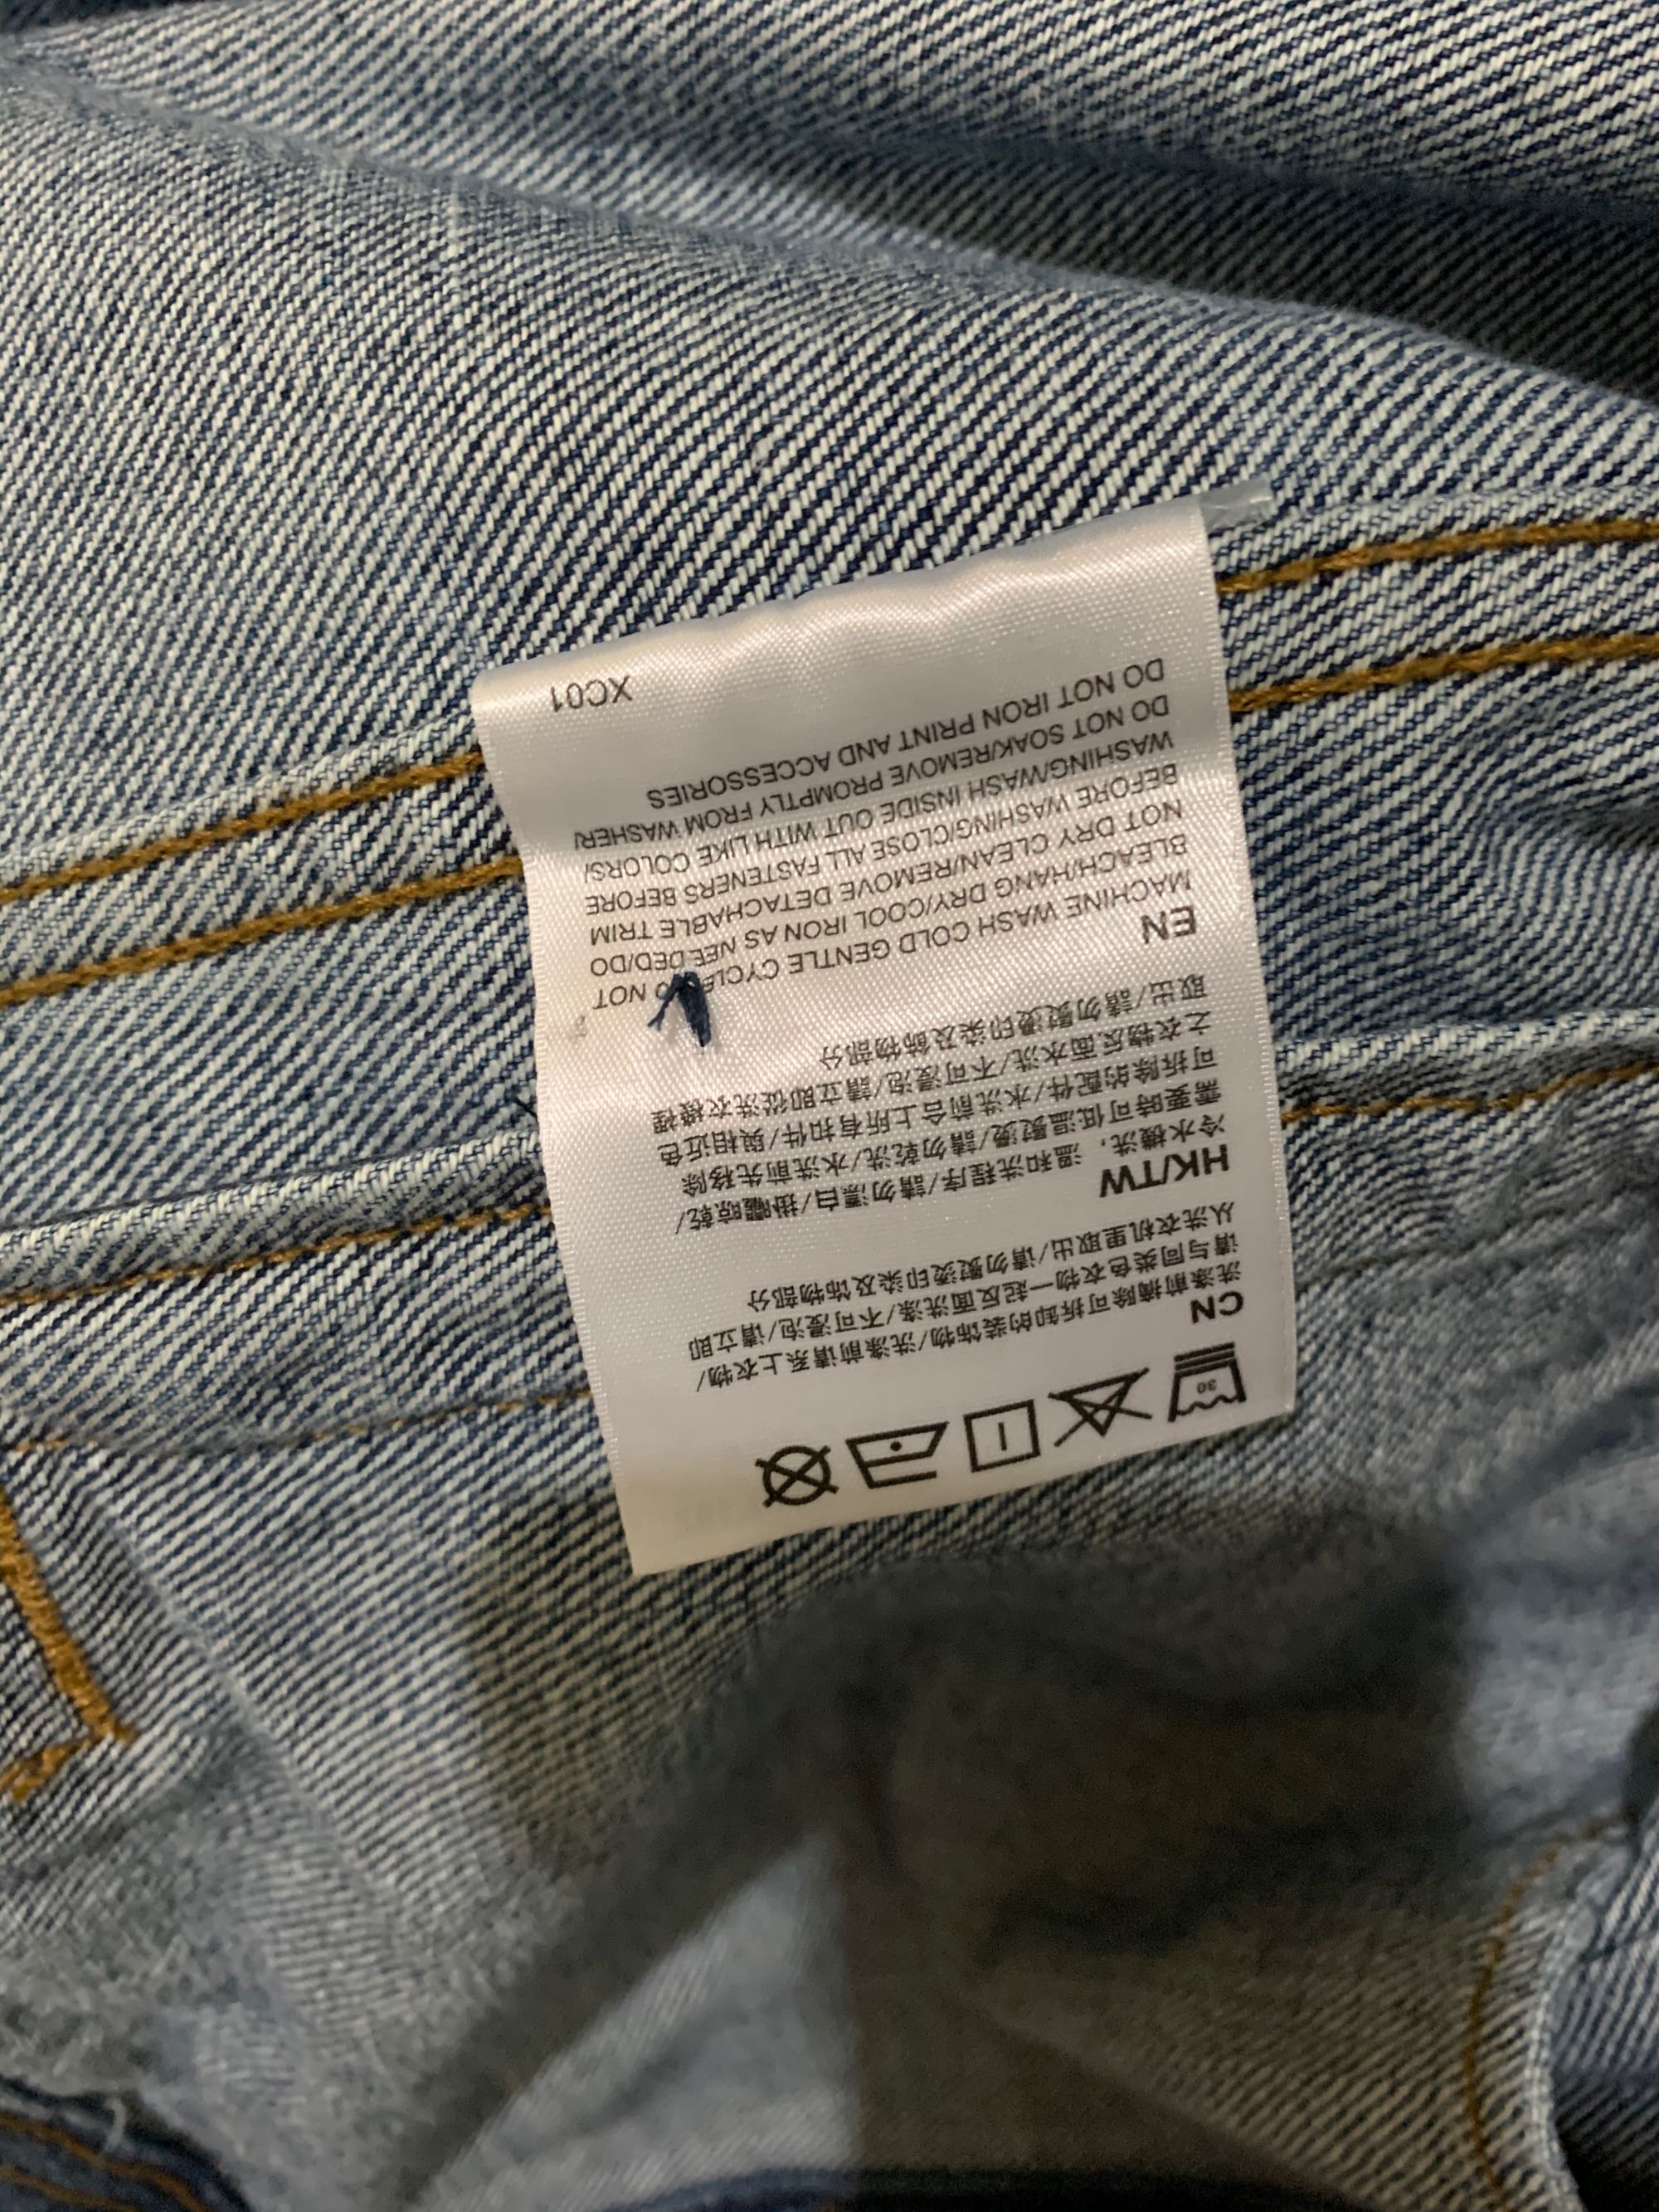 30
CN
洗涤前摘除可拆卸的装饰物/洗涤前请系上衣物/
请与同类色衣物一起反面洗涤/不可浸泡/请立即
从洗衣机里取出/请勿熨烫印染及饰物部分
HK/TW
冷水機洗，溫和洗程序/請勿漂白/掛曬晾乾/
需要時可低溫熨燙/請勿乾洗/水洗前先移除
可拆除的配件/水洗前合上所有扣件/與相近色
之衣物反面水洗/不可浸泡/請立即從洗衣機裡
取出/請勿熨燙印染及飾物部分
EN
MACHINE WASH COLD GENTLE CYCLE/DO NOT
BLEACH/HANG DRY/COOL IRON AS NEEDED/DO
NOT DRY CLEAN/REMOVE DETACHABLE TRIM
BEFORE WASHING/CLOSE ALL FASTENERS BEFORE
WASHING/WASH INSIDE OUT WITH LIKE COLORS/
DO NOT SOAK/REMOVE PROMPTLY FROM WASHER/
DO NOT IRON PRINT AND ACCESSORIES
XC01